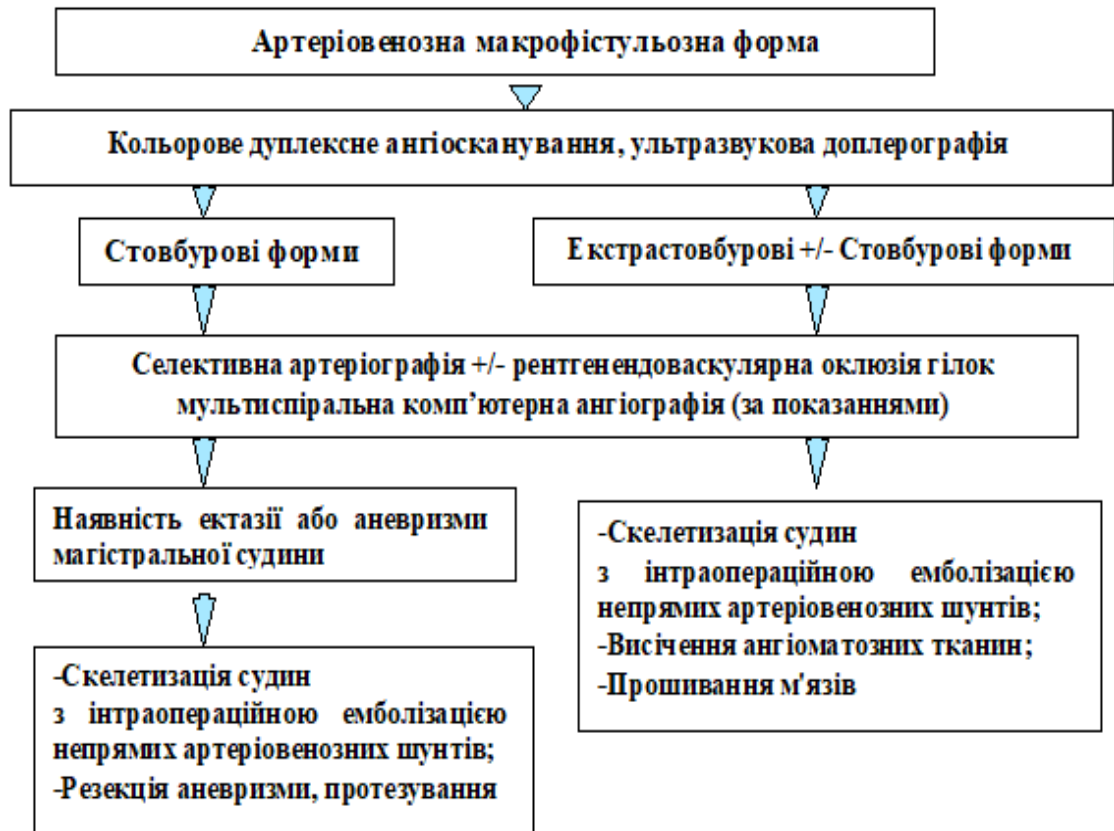 Артеріовенозна макрофістульозна форма
Кольорове дуплексне ангіосканування, ультразвукова доплерографія
Стовбурові форми
Екстрастовбурові +/- Стовбурові форми
Селективна артеріографія +/- рентгенендоваскулярна оклюзія гілок
мультиспіральна комп’ютерна ангіографія (за показаннями)
Наявність ектазії або аневризми
магістральної судини
-Скелетизація судин
з інтраопераційною емболізацією
непрямих артеріовенозних шунтів;
-Резекція аневризми, протезування
-Скелетизація судин
з інтраопераційною емболізацією
непрямих артеріовенозних шунтів;
-Висічення ангіоматозних тканин;
-Прошивання м'язів